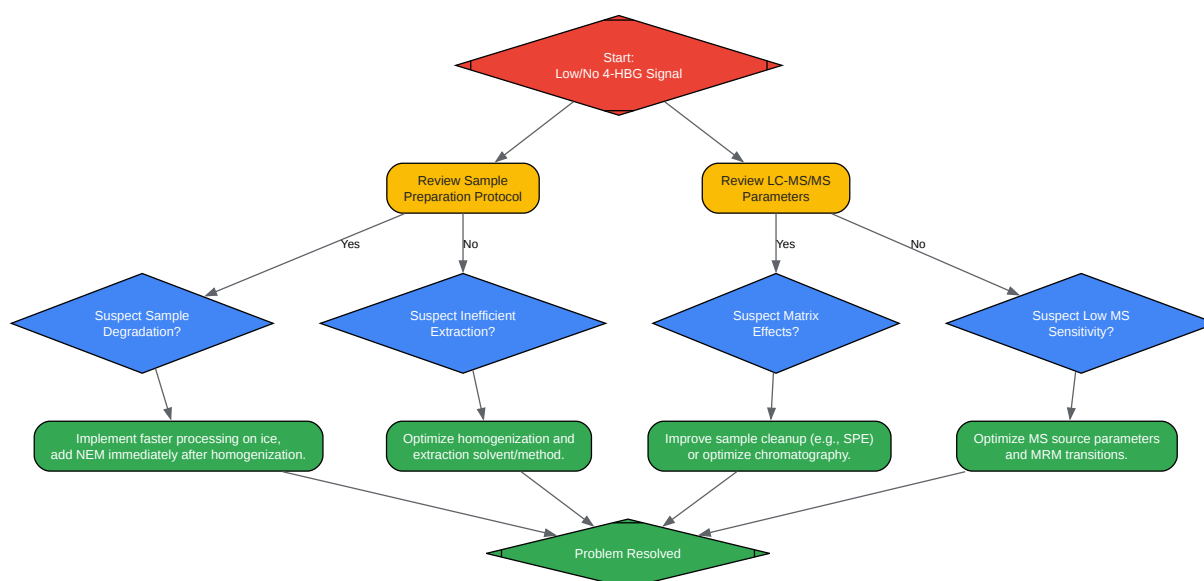 Start:
Low/No 4-HBG Signal
Review Sample
Preparation Protocol
Review LC-MS/MS
Parameters
Yes
No
Yes
No
Suspect Sample
Degradation?
Suspect Inefficient
Extraction?
Suspect Matrix
Effects?
Suspect Low MS
Sensitivity?
Implement faster processing on ice,
add NEM immediately after homogenization.
Optimize homogenization and
extraction solvent/method.
Improve sample cleanup (e.g., SPE)
or optimize chromatography.
Optimize MS source parameters
and MRM transitions.
Problem Resolved